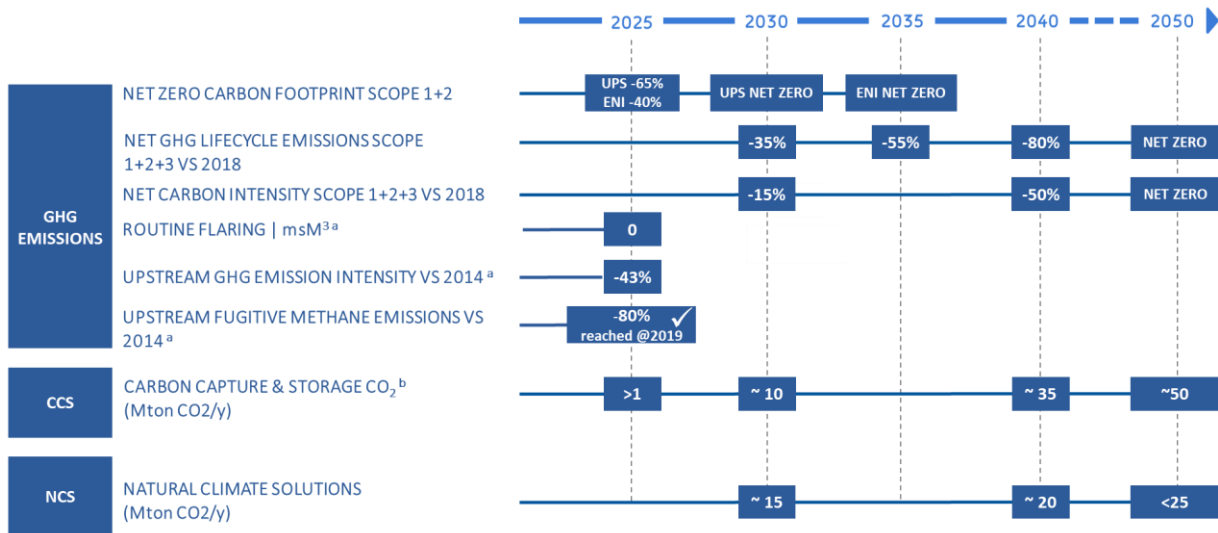 2025 2030 2035 2040 2050
GHG
EMISSIONS
NET ZERO CARBON FOOTPRINT SCOPE 1+2
UPS -65%
ENI -40%
UPS NET ZERO
ENI NET ZERO
NET GHG LIFECYCLE EMISSIONS SCOPE
1+2+3 VS 2018
-35% -55% -80% NET ZERO
NET CARBON INTENSITY SCOPE 1+2+3 VS 2018
-15% -50% NET ZERO
ROUTINE FLARING | msM³ ᵃ
0
UPSTREAM GHG EMISSION INTENSITY VS 2014 ᵃ
-43%
UPSTREAM FUGITIVE METHANE EMISSIONS VS
2014 ᵃ
-80% ✓
reached @2019
CCS
CARBON CAPTURE & STORAGE CO₂ᵇ
(Mton CO2/y)
>1 ~ 10 ~ 35 ~50
NCS
NATURAL CLIMATE SOLUTIONS
(Mton CO2/y)
~ 15 ~ 20 <25